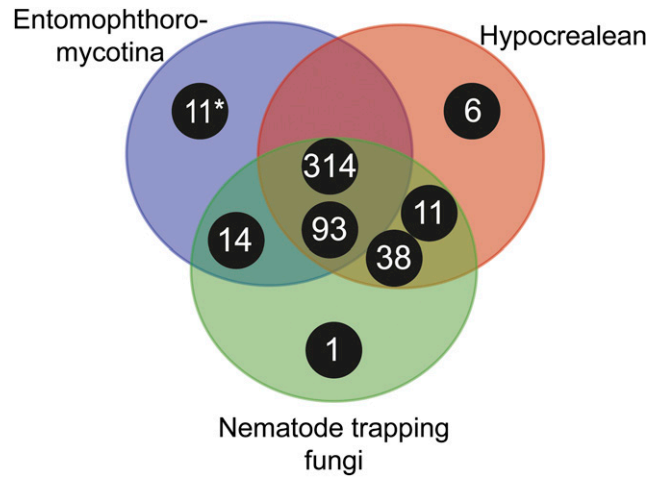 Entomophthoro-
mycotina
Hypocrealean
11*
6
314
11
93
14
38
1
Nematode trapping
fungi